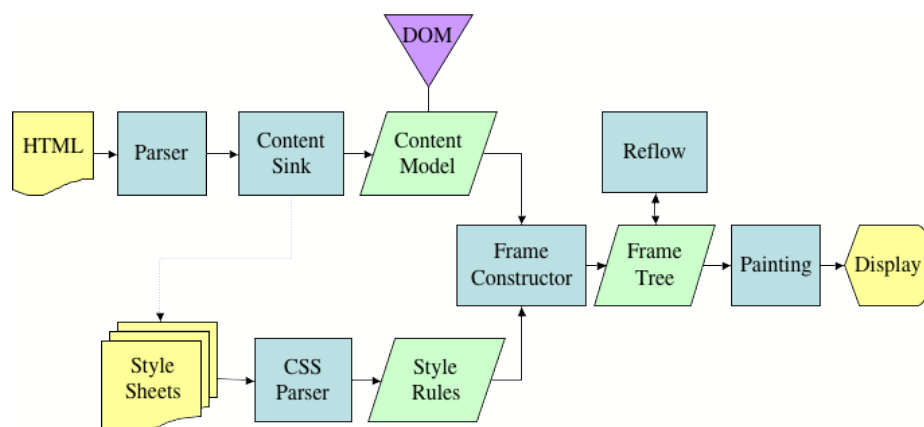 DOM
HTML
Parser
Content
Sink
Content
Model
Reflow
Frame
Constructor
Frame
Tree
Painting
Display
Style
Sheets
CSS
Parser
Style
Rules